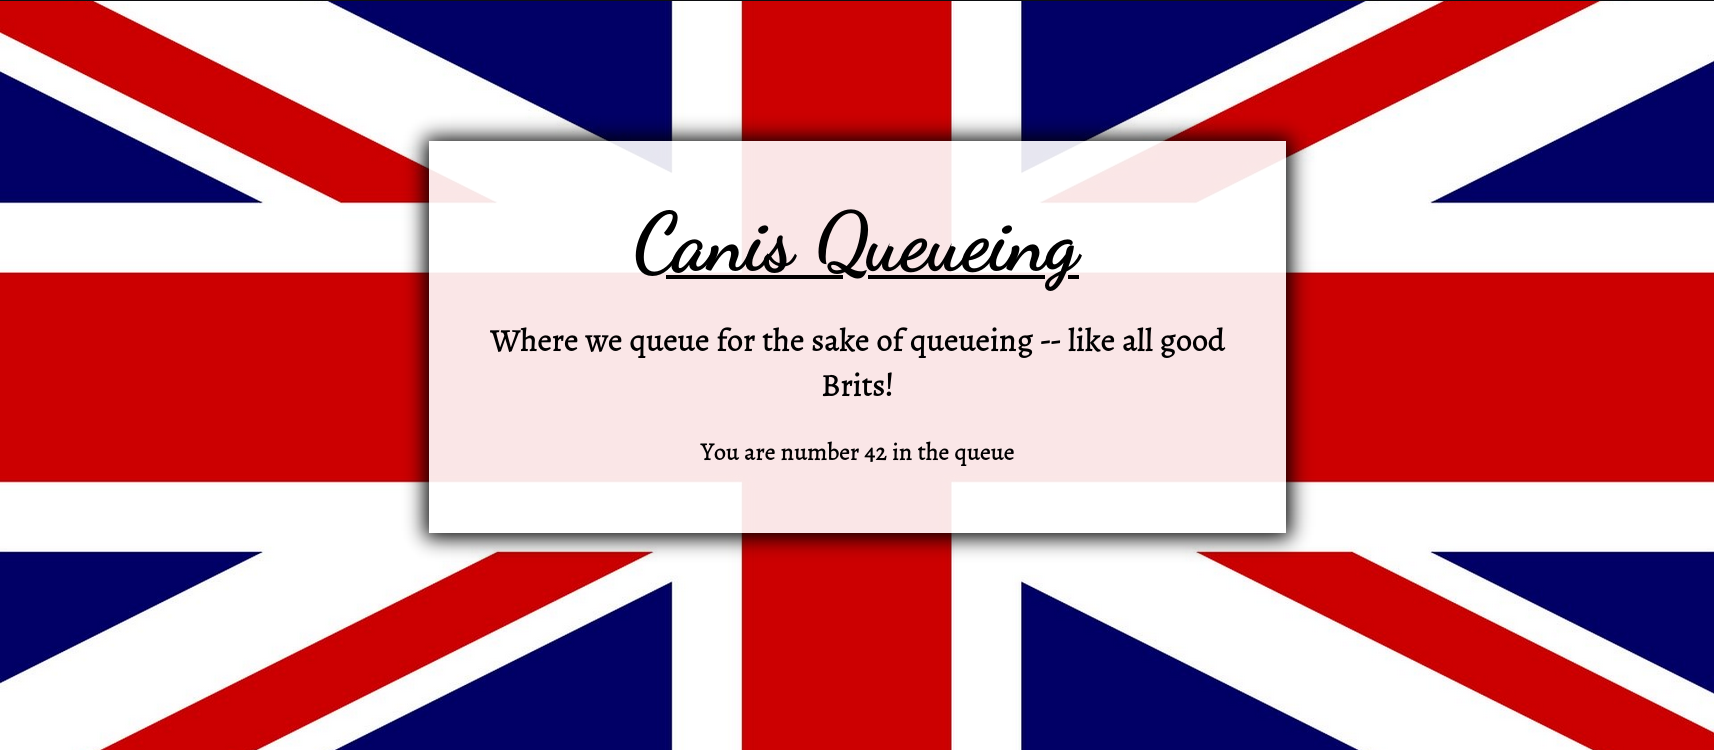 Canis Queueing
Where we queue for the sake of queueing -- like all good
Brits!
You are number 42 in the queue